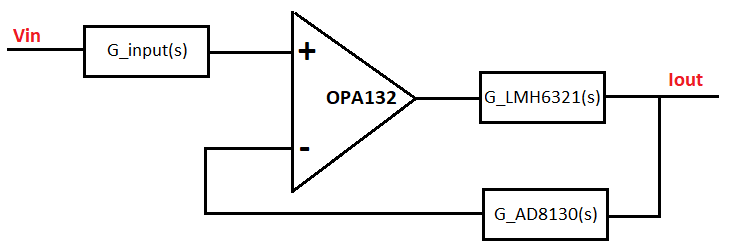 Vin
G_input(s)
+
OPA132
-
G_LMH6321(s)
Iout
G_AD8130(s)